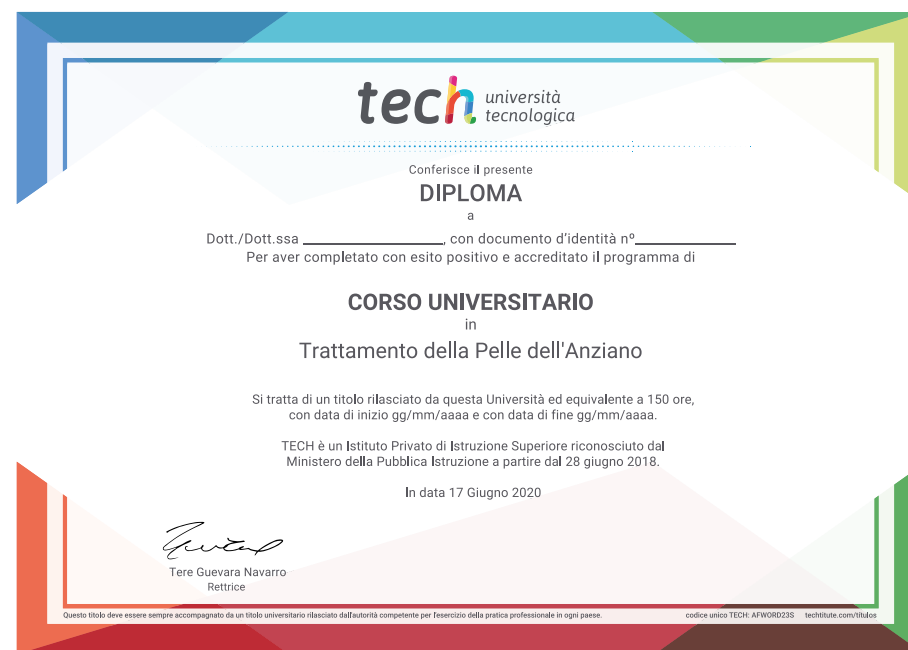 tech università
tecnologica
Conferisce il presente
DIPLOMA
a
Dott./Dott.ssa ________________, con documento d'identità nº____________
Per aver completato con esito positivo e accreditato il programma di
CORSO UNIVERSITARIO
in
Trattamento della Pelle dell'Anziano
Si tratta di un titolo rilasciato da questa Università ed equivalente a 150 ore,
con data di inizio gg/mm/aaaa e con data di fine gg/mm/aaaa.
TECH è un Istituto Privato di Istruzione Superiore riconosciuto dal
Ministero della Pubblica Istruzione a partire dal 28 giugno 2018.
In data 17 Giugno 2020
Tere Guevara Navarro
Rettrice
Questo titolo deve essere sempre accompagnato da un titolo universitario rilasciato dall'autorità competente per l'esercizio della pratica professionale in ogni paese. codice unico TECH: AFWORD23S techtitute.com/títulos